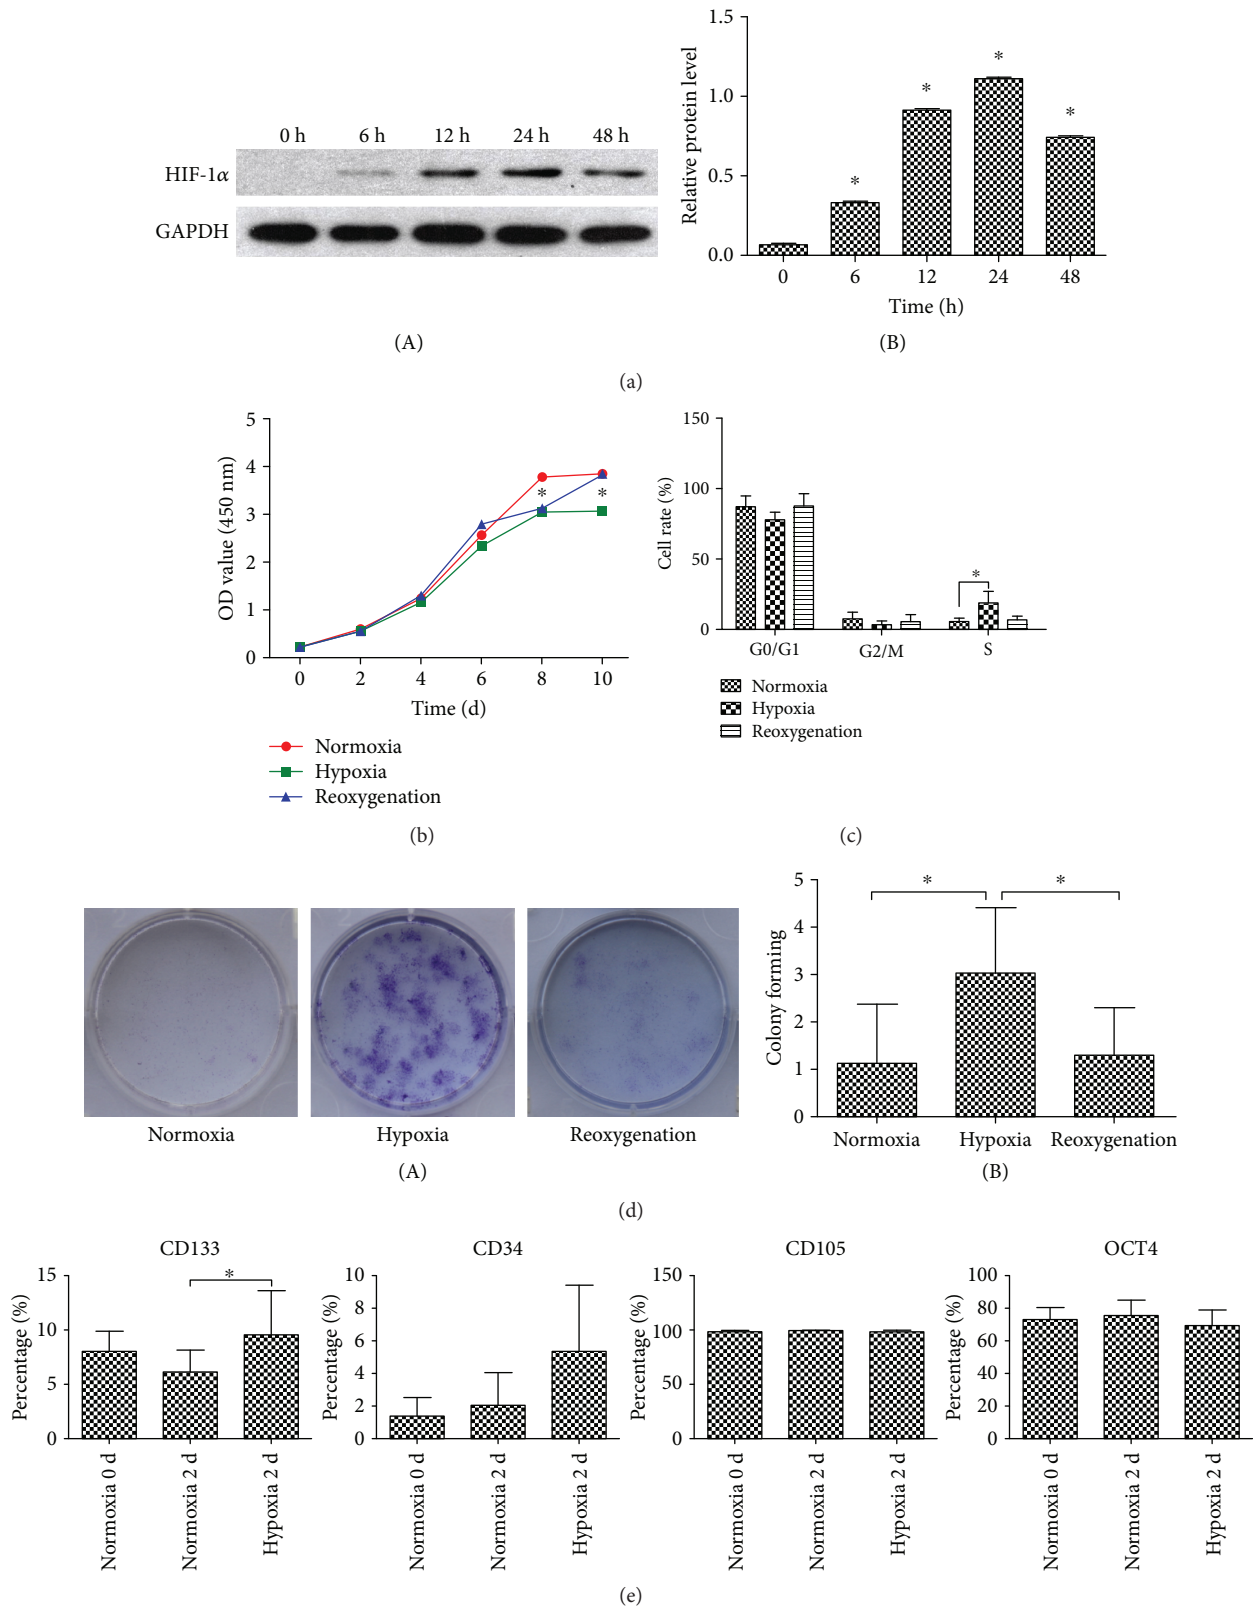 0 h 6 h 12 h 24 h 48 h
HIF-1α
GAPDH
(A)
Relative protein level
1.5
1.0
0.5
0.0
0 6 12 24 48
Time (h)
(B)
(a)
OD value (450 nm)
5
4
3
2
1
0
0 2 4 6 8 10
Time (d)
Normoxia
Hypoxia
Reoxygenation
(b)
Cell rate (%)
150
100
50
0
G0/G1 G2/M S
Normoxia
Hypoxia
Reoxygenation
(c)
Normoxia Hypoxia Reoxygenation
(A)
Colony forming
5
4
3
2
1
0
Normoxia Hypoxia Reoxygenation
(B)
(d)
CD133
Percentage (%)
15
10
5
0
Normoxia 0 d
Normoxia 2 d
Hypoxia 2 d
CD34
Percentage (%)
10
8
6
4
2
0
Normoxia 0 d
Normoxia 2 d
Hypoxia 2 d
CD105
Percentage (%)
150
100
50
0
Normoxia 0 d
Normoxia 2 d
Hypoxia 2 d
OCT4
Percentage (%)
100
80
60
40
20
0
Normoxia 0 d
Normoxia 2 d
Hypoxia 2 d
(e)